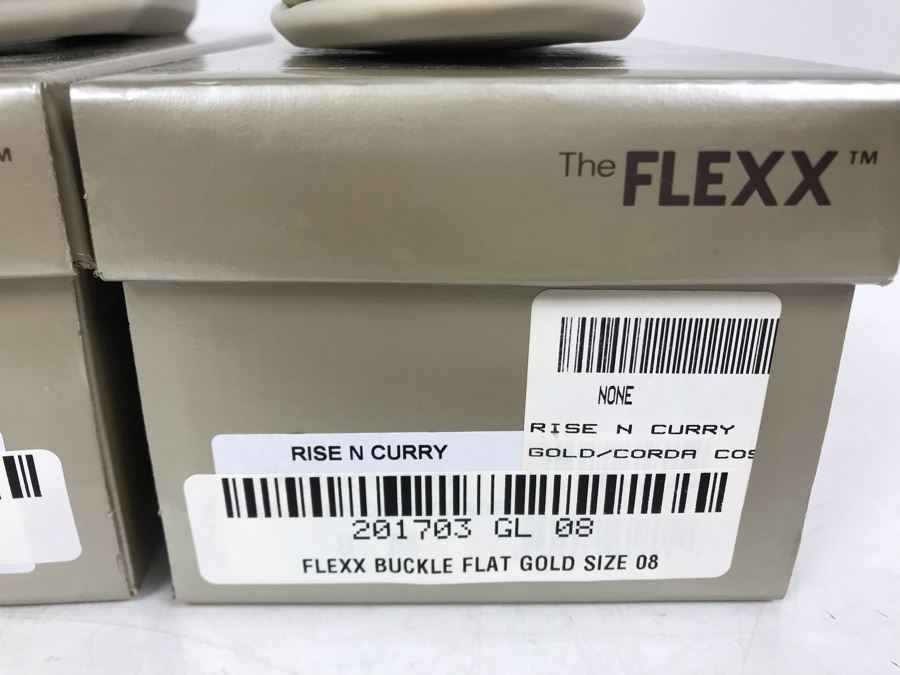 M
The FLEXX™
NONE
RISE N CURRY
GOLD/CORDA COS
RISE N CURRY
201703 GL 08
FLEXX BUCKLE FLAT GOLD SIZE 08